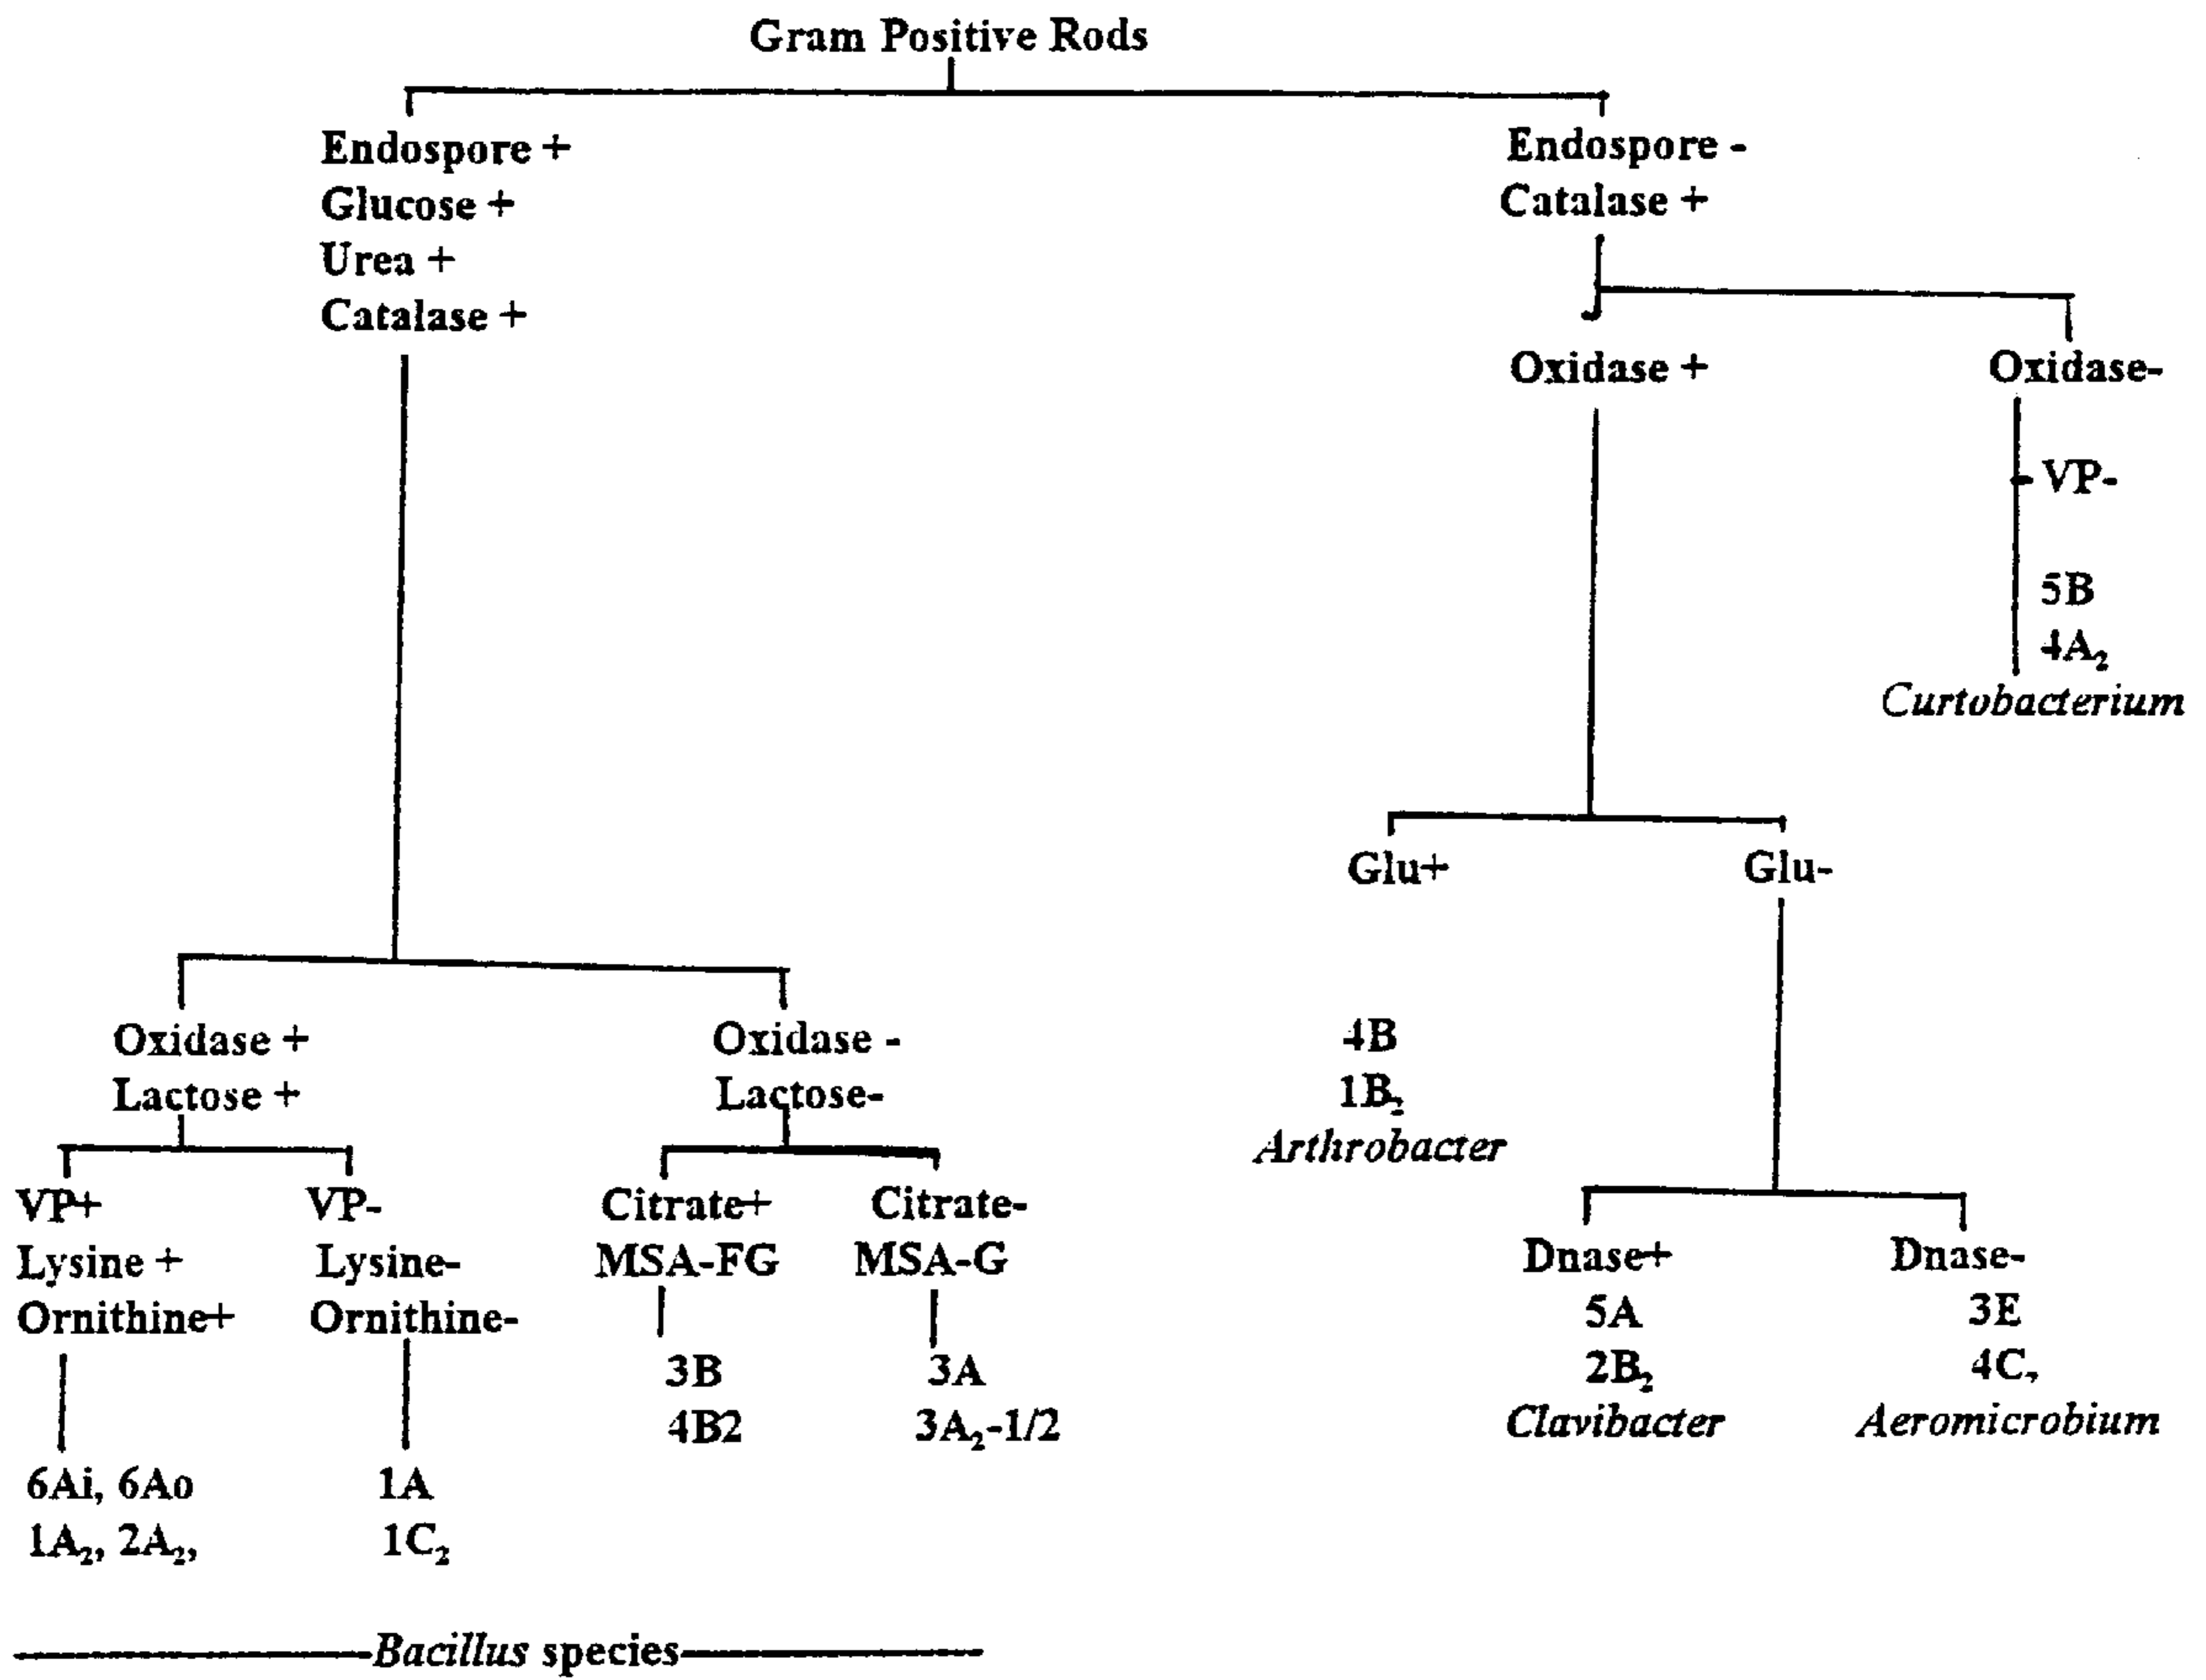 Gram Positive Rods
Endospore +
Glucose +
Urea +
Catalase +
Endospore -
Catalase +
Oxidase +
Oxidase-
VP-
5B
4A₂
Curtobacterium
Glu+
Glu-
4B
1B₂
Arthrobacter
Dnase+
5A
2B₂
Clavibacter
Dnase-
3E
4C₂
Aeromicrobium
Oxidase +
Lactose +
Oxidase -
Lactose-
VP+
Lysine +
Ornithine+
VP-
Lysine-
Ornithine-
Citrate+
MSA-FG
Citrate-
MSA-G
6Ai, 6Ao
1A₂, 2A₂,
1A
1C₂
3B
4B2
3A
3A₂-1/2
Bacillus species